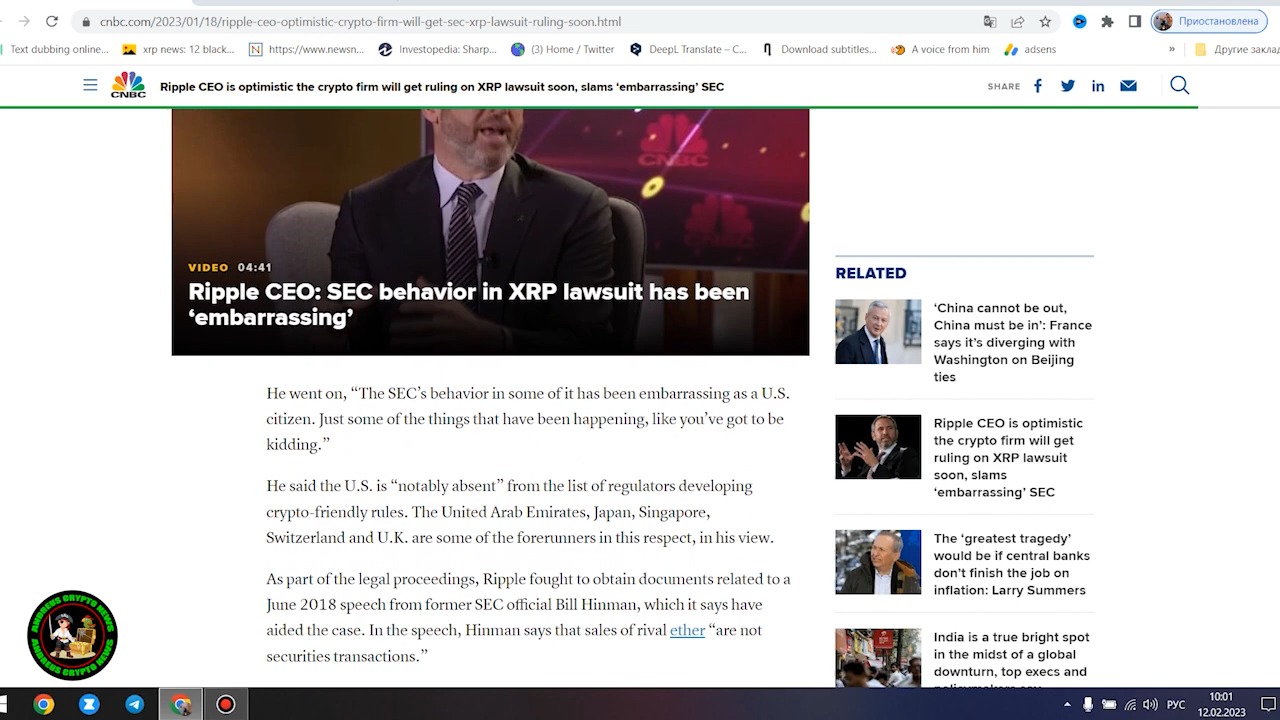 cnbc.com/2023/01/18/ripple-ceo-optimistic-crypto-firm-will-get-sec-xrp-lawsuit-ruling-soon.html
Приостановлена
Text dubbing online...
xrp news: 12 black...
https://www.newsn...
Investopedia: Sharp...
(3) Home / Twitter
DeepL Translate – C...
Download subtitles...
A voice from him
adsens
»
Другие закла
CNBC
Ripple CEO is optimistic the crypto firm will get ruling on XRP lawsuit soon, slams ‘embarrassing’ SEC
SHARE
CNBC
VIDEO 04:41
Ripple CEO: SEC behavior in XRP lawsuit has been
‘embarrassing’
He went on, “The SEC’s behavior in some of it has been embarrassing as a U.S.
citizen. Just some of the things that have been happening, like you’ve got to be
kidding.”
He said the U.S. is “notably absent” from the list of regulators developing
crypto-friendly rules. The United Arab Emirates, Japan, Singapore,
Switzerland and U.K. are some of the forerunners in this respect, in his view.
As part of the legal proceedings, Ripple fought to obtain documents related to a
June 2018 speech from former SEC official Bill Hinman, which it says have
aided the case. In the speech, Hinman says that sales of rival ether “are not
securities transactions.”
RELATED
‘China cannot be out,
China must be in’: France
says it’s diverging with
Washington on Beijing
ties
Ripple CEO is optimistic
the crypto firm will get
ruling on XRP lawsuit
soon, slams
‘embarrassing’ SEC
The ‘greatest tragedy’
would be if central banks
don’t finish the job on
inflation: Larry Summers
India is a true bright spot
in the midst of a global
downturn, top execs and
ANDREUS CRYPTO NEWS
ANDREUS CRYPTO NEWS
РУС
10:01
12.02.2023